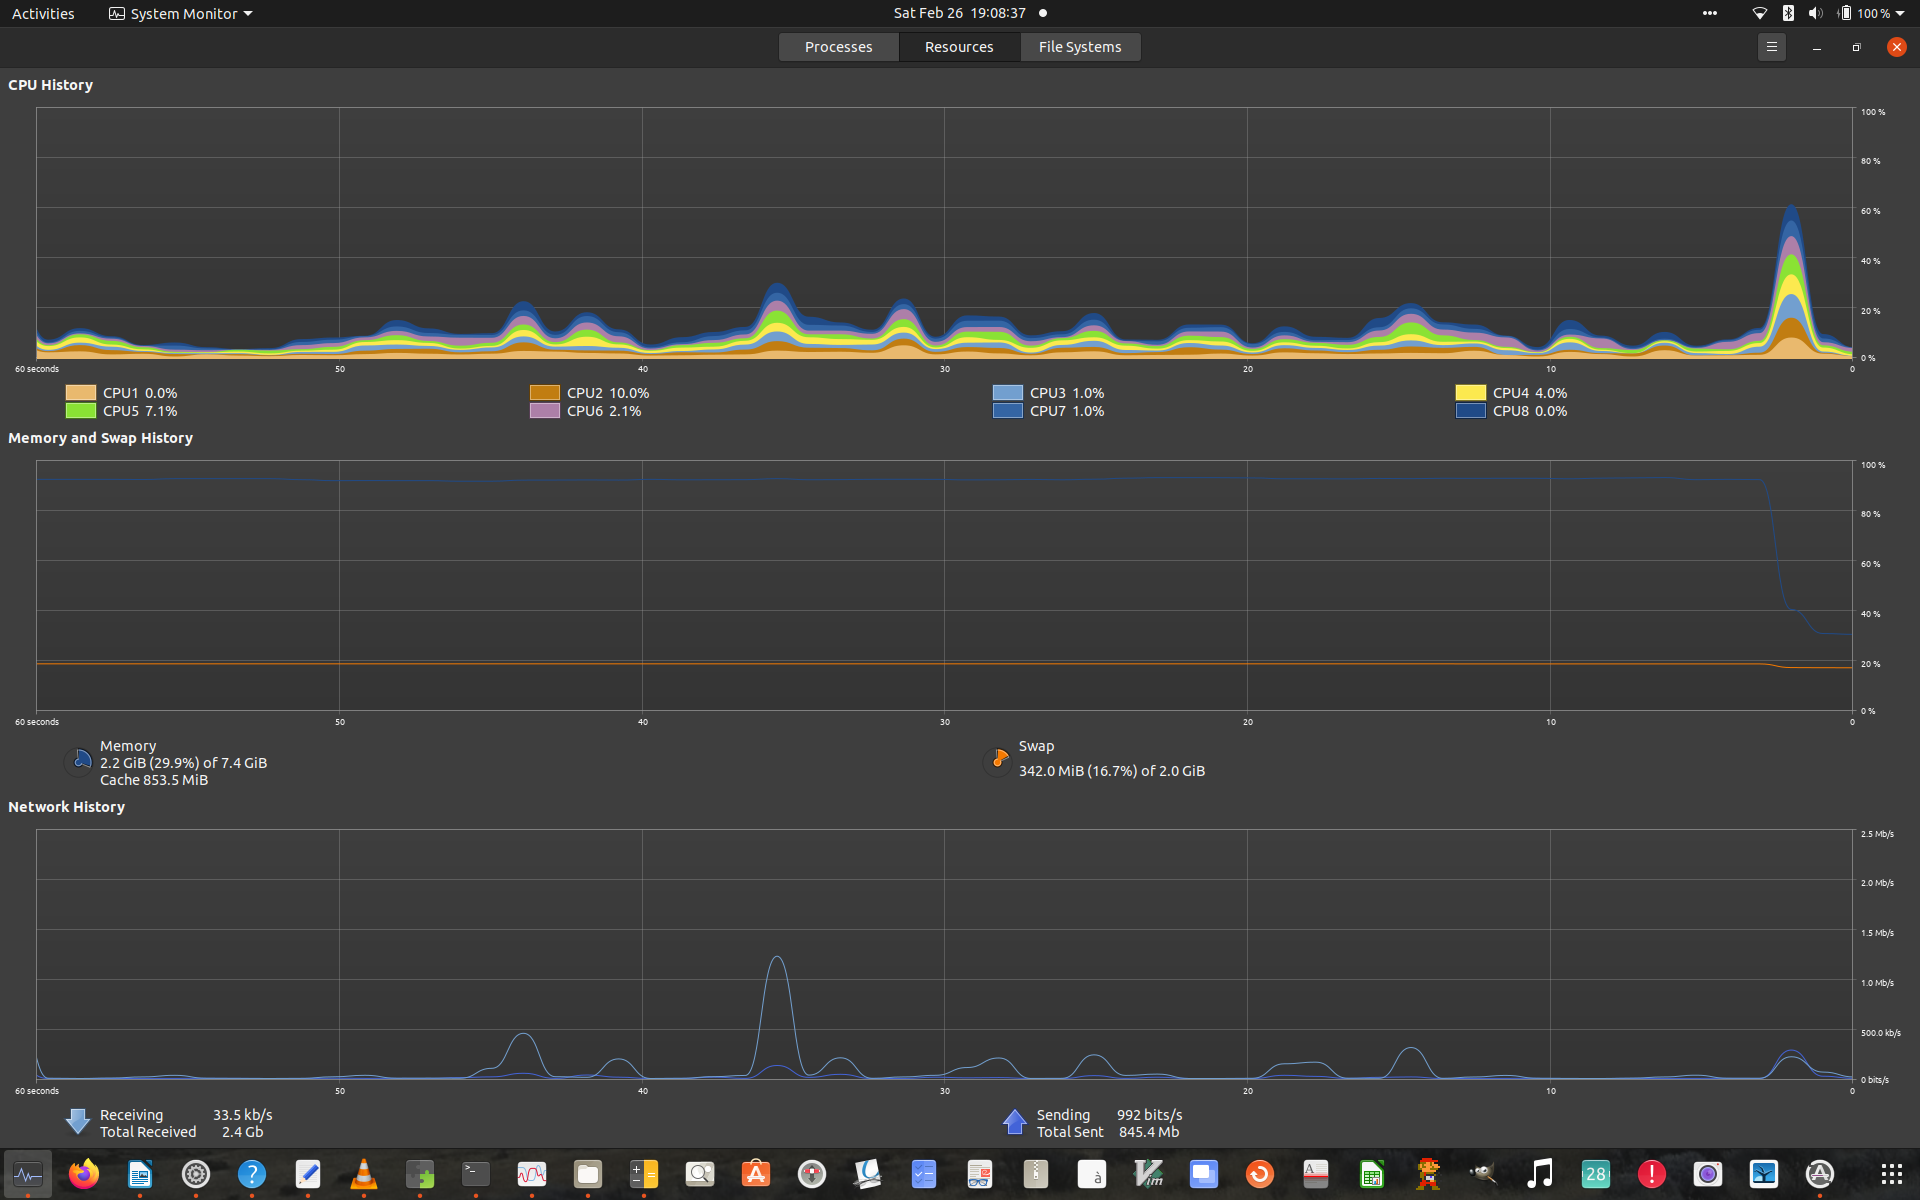 Activities System Monitor Sat Feb 26 19:08:37 100 %
Processes Resources File Systems
CPU History
100 %
80 %
60 %
40 %
20 %
0 %
60 seconds 50 40 30 20 10 0
CPU1 0.0% CPU2 10.0% CPU3 1.0% CPU4 4.0%
CPU5 7.1% CPU6 2.1% CPU7 1.0% CPU8 0.0%
Memory and Swap History
100 %
80 %
60 %
40 %
20 %
0 %
60 seconds 50 40 30 20 10 0
Memory
2.2 GiB (29.9%) of 7.4 GiB
Cache 853.5 MiB
Swap
342.0 MiB (16.7%) of 2.0 GiB
Network History
2.5 Mb/s
2.0 Mb/s
1.5 Mb/s
1.0 Mb/s
500.0 kb/s
0 bits/s
60 seconds 50 40 30 20 10 0
Receiving 33.5 kb/s
Total Received 2.4 Gb
Sending 992 bits/s
Total Sent 845.4 Mb
28